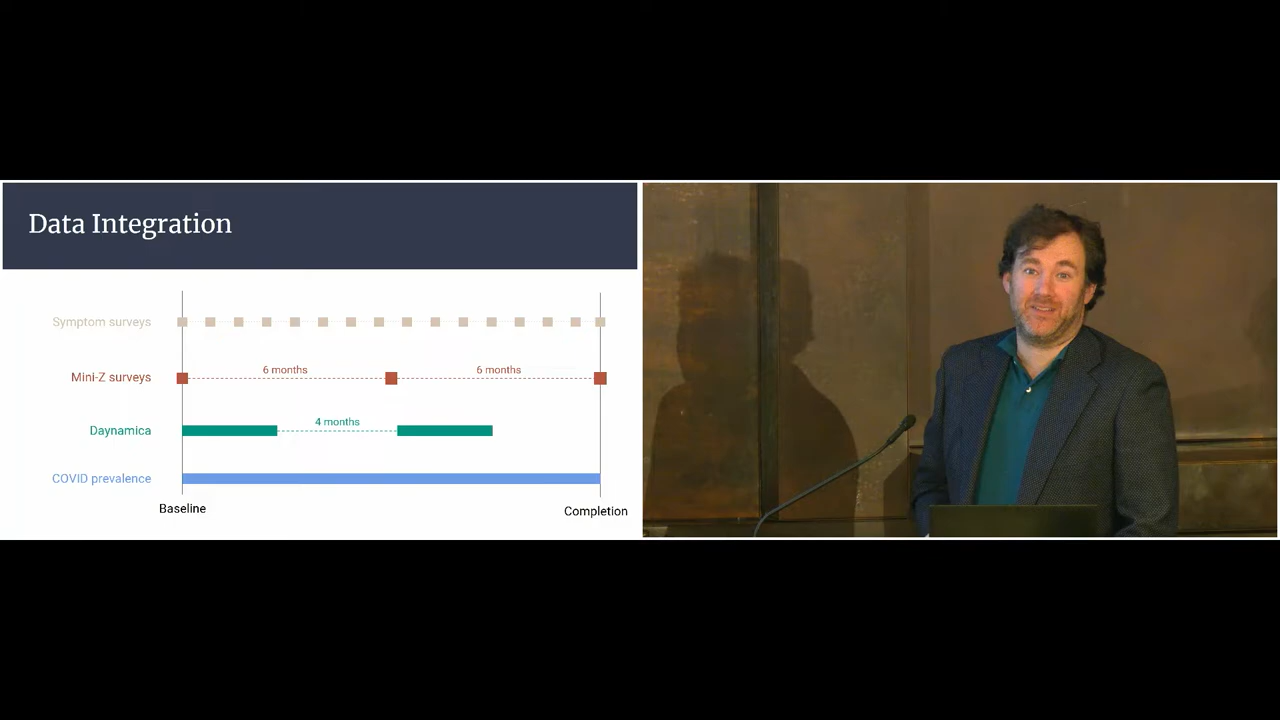 Data Integration
Symptom surveys
Mini-Z surveys
6 months
6 months
Daynamica
4 months
COVID prevalence
Baseline
Completion